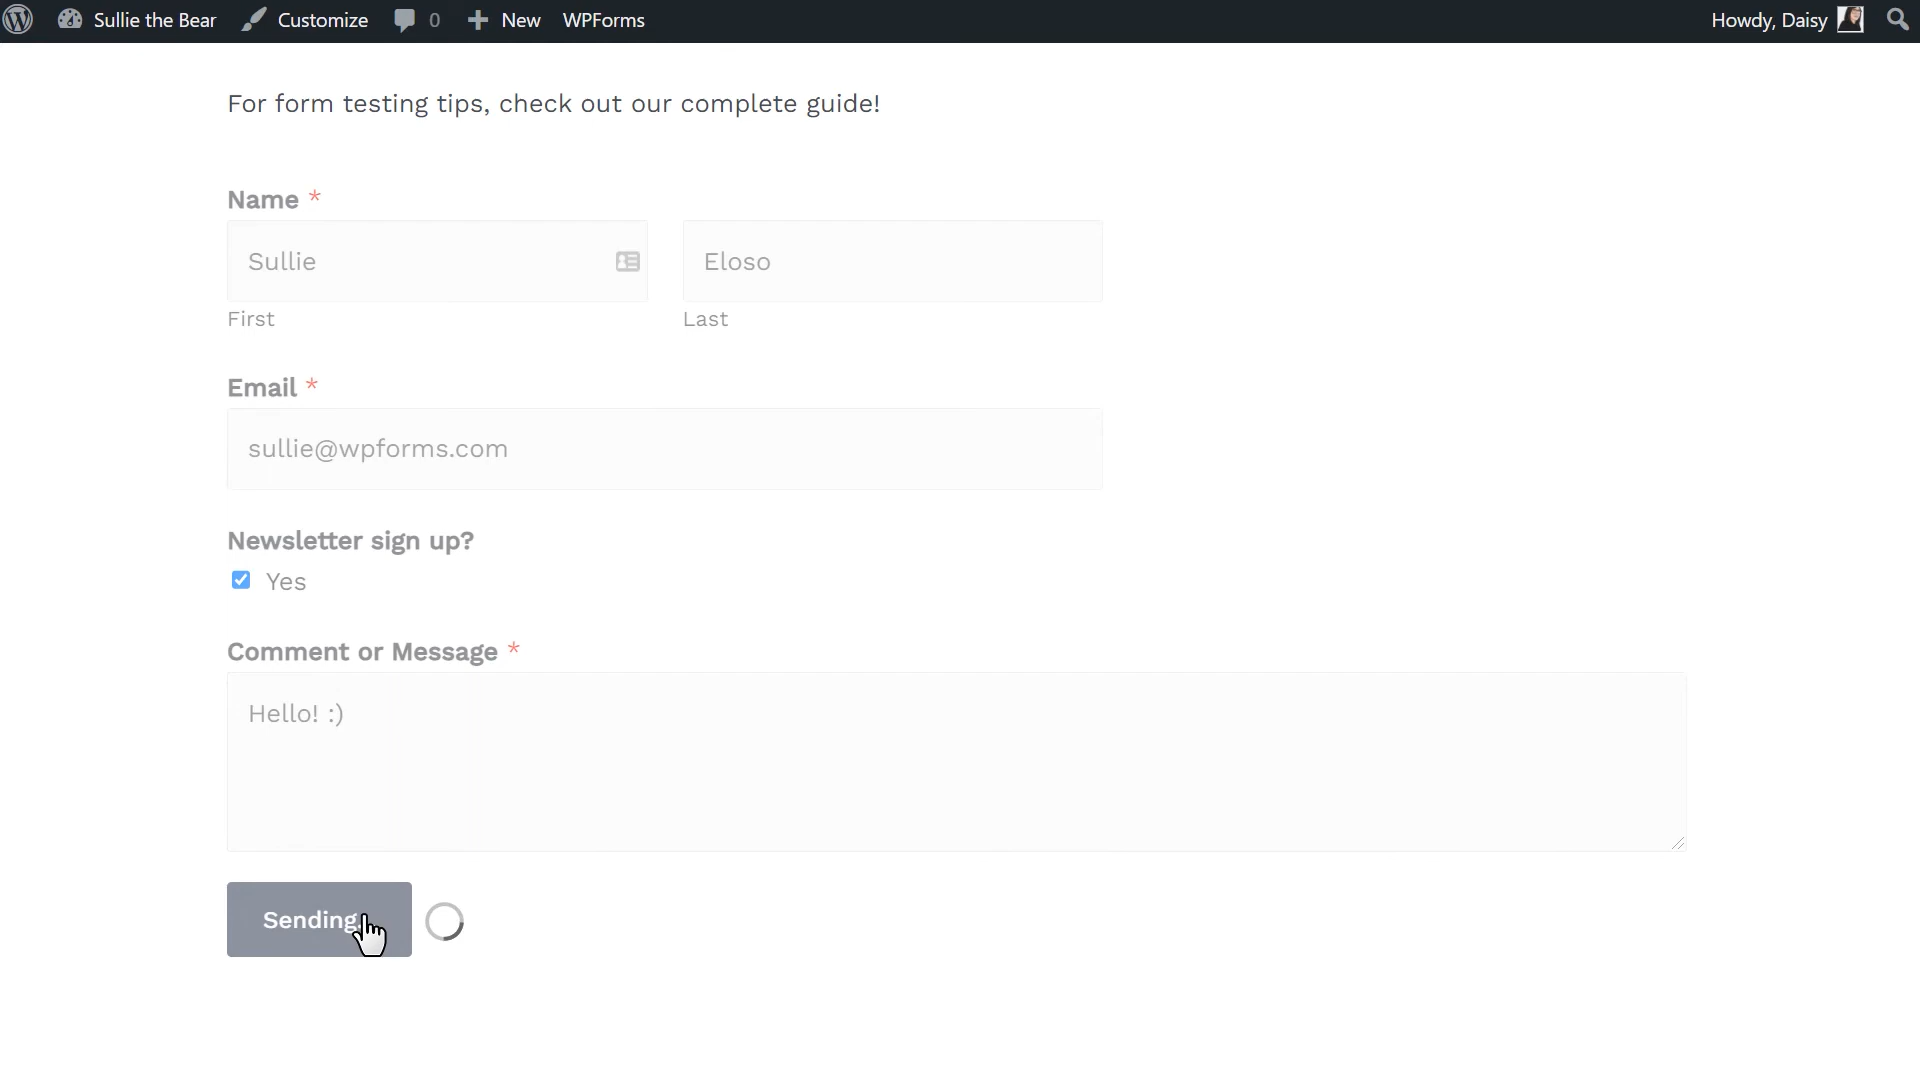 Sullie the Bear Customize 0 New WPForms Howdy, Daisy
For form testing tips, check out our complete guide!
Name *
Sullie Eloso
First Last
Email *
sullie@wpforms.com
Newsletter sign up?
Yes
Comment or Message *
Hello! :)
Sending